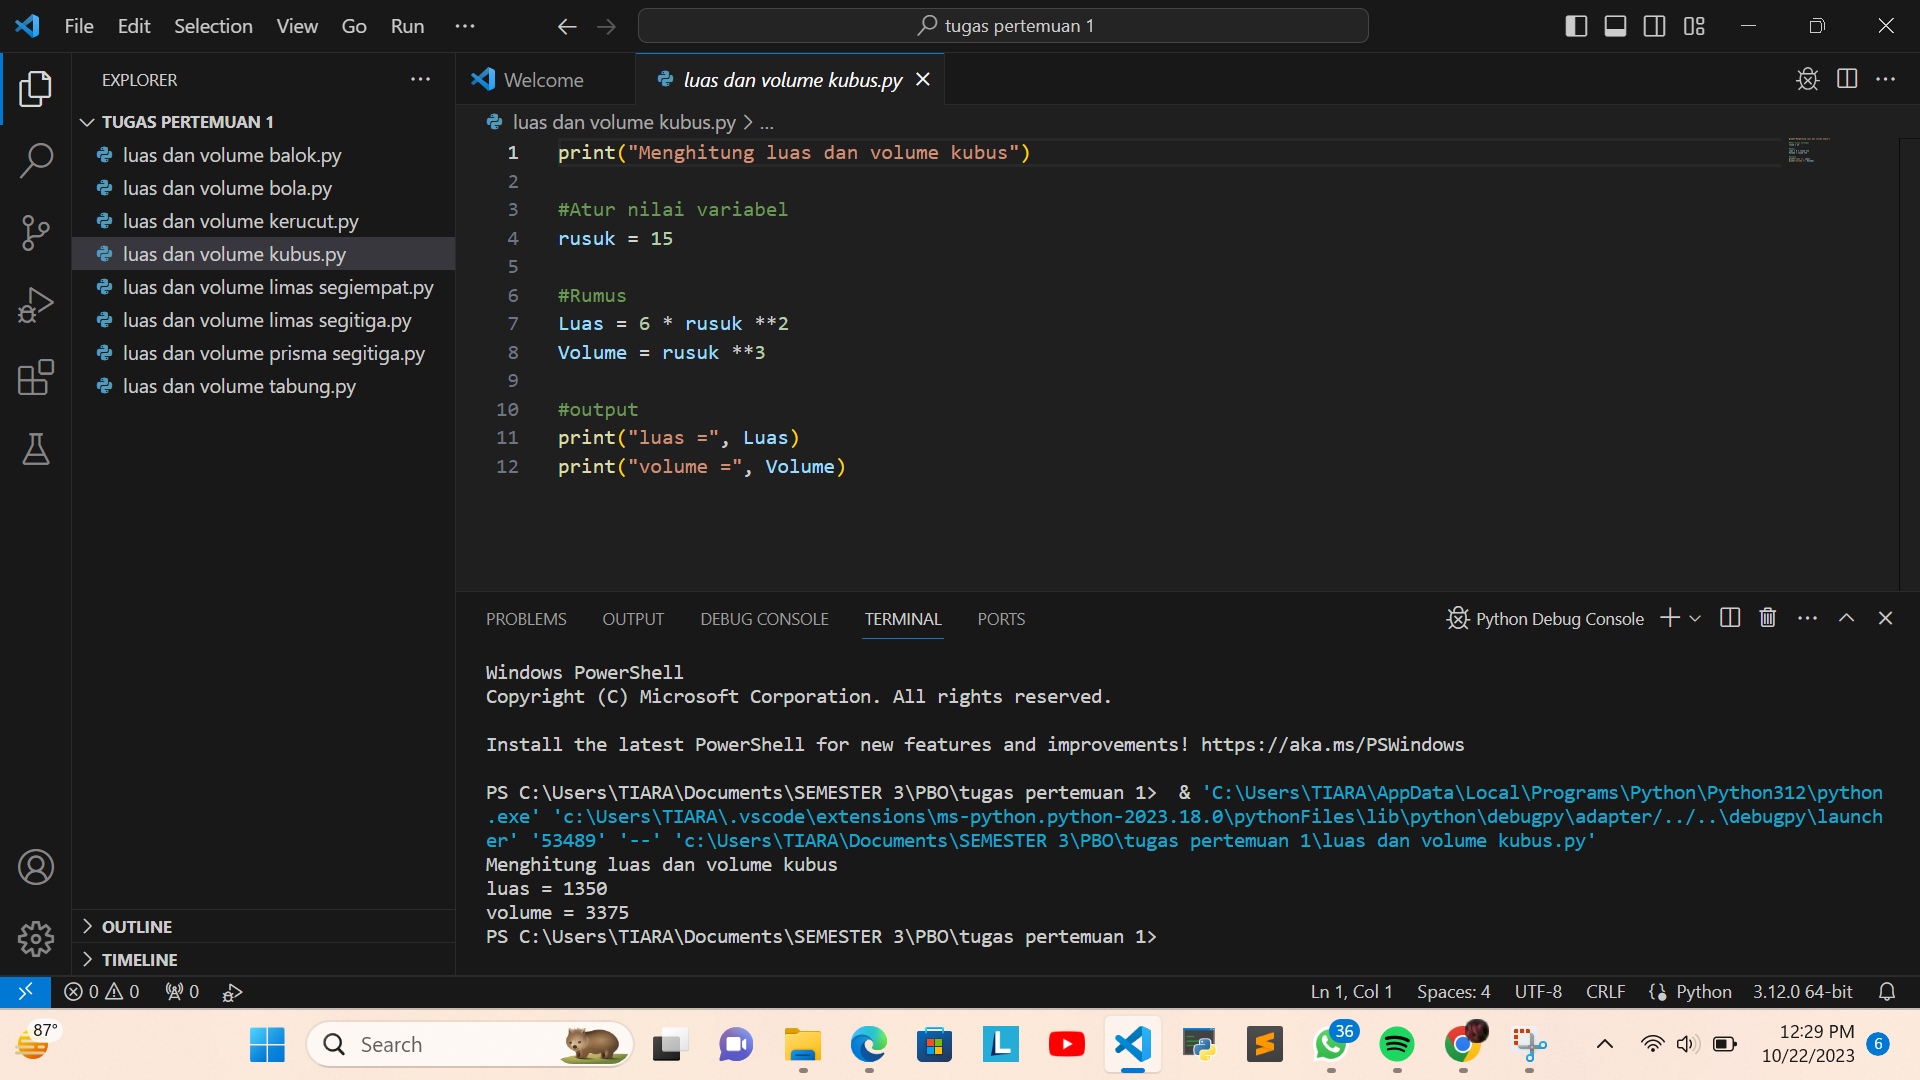 File Edit Selection View Go Run ...
tugas pertemuan 1
EXPLORER
TUGAS PERTEMUAN 1
luas dan volume balok.py
luas dan volume bola.py
luas dan volume kerucut.py
luas dan volume kubus.py
luas dan volume limas segiempat.py
luas dan volume limas segitiga.py
luas dan volume prisma segitiga.py
luas dan volume tabung.py
OUTLINE
TIMELINE
Welcome
luas dan volume kubus.py
luas dan volume kubus.py > ...
1 print("Menghitung luas dan volume kubus")
2
3 #Atur nilai variabel
4 rusuk = 15
5
6 #Rumus
7 Luas = 6 * rusuk **2
8 Volume = rusuk **3
9
10 #output
11 print("luas =", Luas)
12 print("volume =", Volume)
PROBLEMS OUTPUT DEBUG CONSOLE TERMINAL PORTS
Python Debug Console
Windows PowerShell
Copyright (C) Microsoft Corporation. All rights reserved.
Install the latest PowerShell for new features and improvements! https://aka.ms/PSWindows
PS C:\Users\TIARA\Documents\SEMESTER 3\PBO\tugas pertemuan 1>  & 'C:\Users\TIARA\AppData\Local\Programs\Python\Python312\python
.exe' 'c:\Users\TIARA\.vscode\extensions\ms-python.python-2023.18.0\pythonFiles\lib\python\debugpy\adapter/../..\debugpy\launch
er' '53489' '--' 'c:\Users\TIARA\Documents\SEMESTER 3\PBO\tugas pertemuan 1\luas dan volume kubus.py'
Menghitung luas dan volume kubus
luas = 1350
volume = 3375
PS C:\Users\TIARA\Documents\SEMESTER 3\PBO\tugas pertemuan 1>
0 0 0
Ln 1, Col 1 Spaces: 4 UTF-8 CRLF Python 3.12.0 64-bit
87°
Search
L
36
12:29 PM
10/22/2023
6